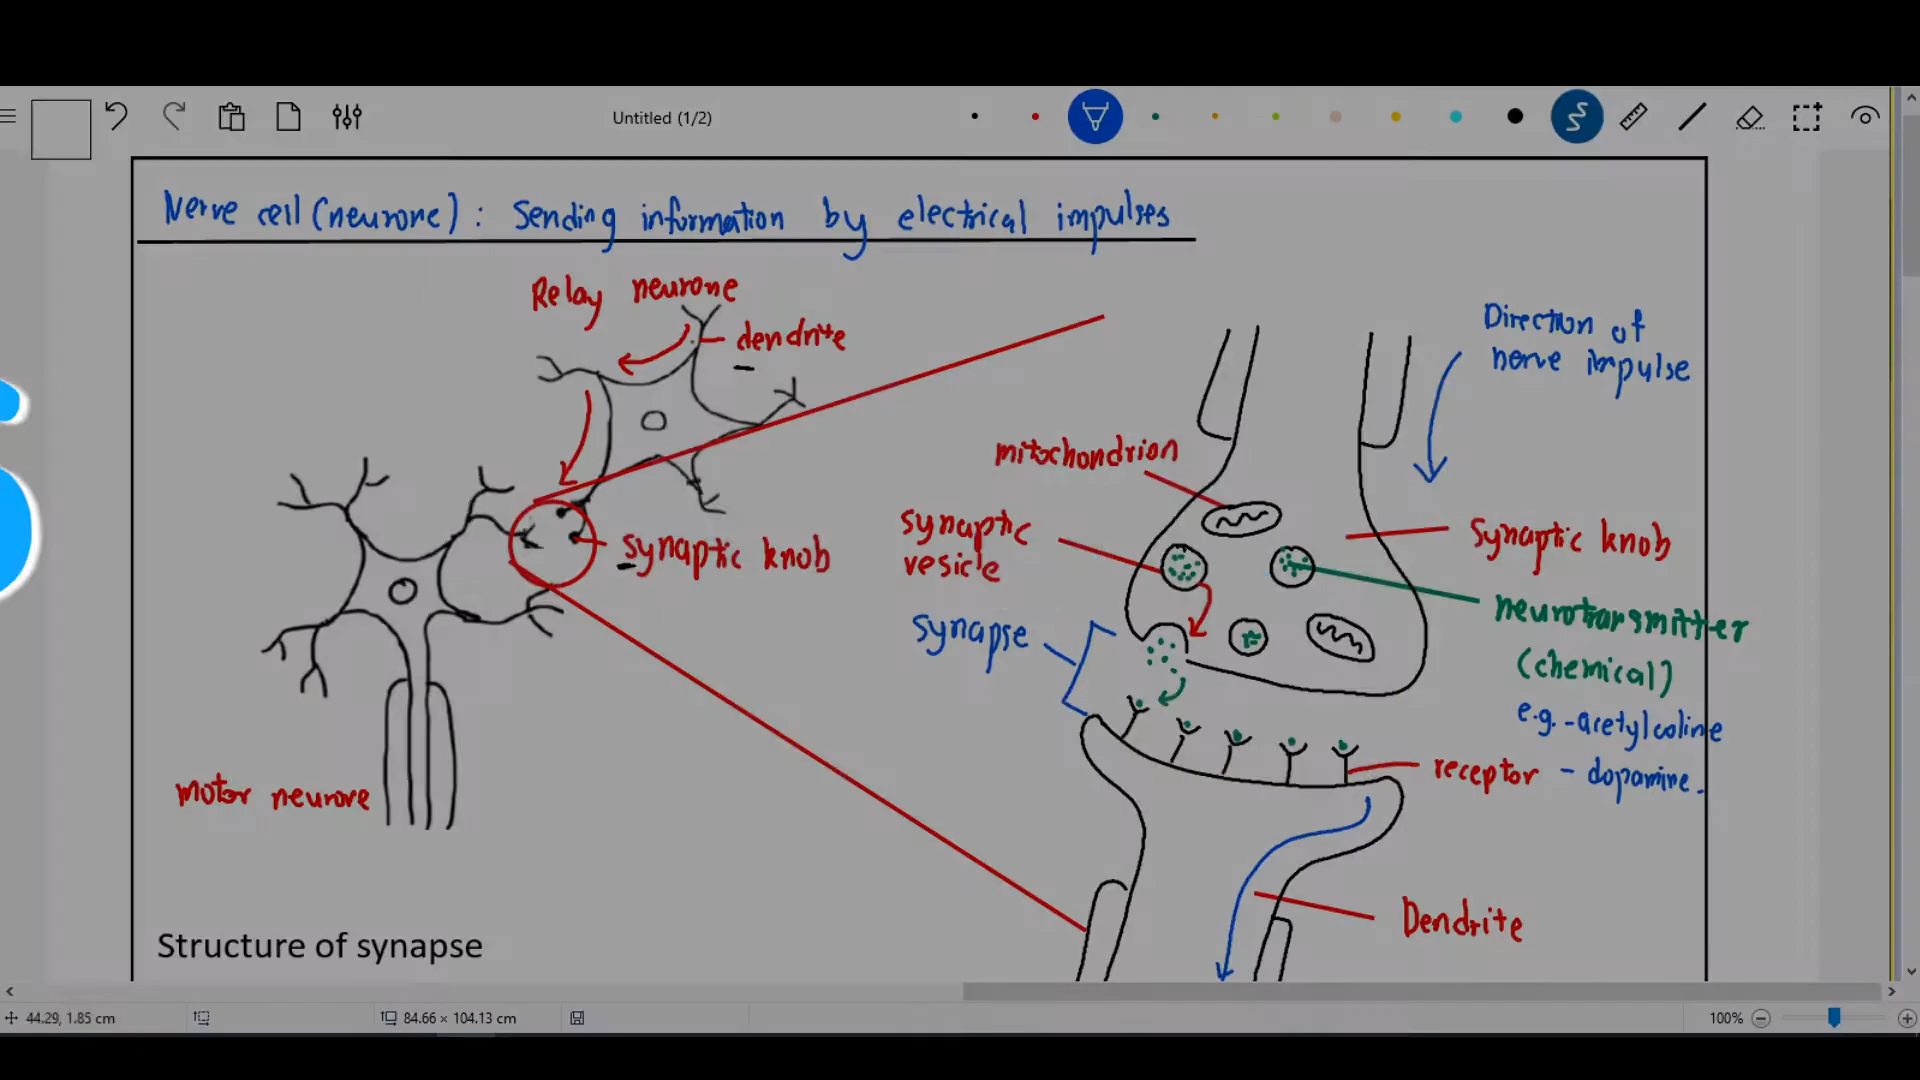 Untitled (1/2)
Nerve cell (neurone) : Sending information by electrical impulses
Relay neurone
dendrite
Direction of
nerve impulse
mitochondrion
synaptic
vesicle
synaptic knob
synaptic knob
neurotransmitter
(chemical)
synapse
e.g. - acetylcoline
receptor - dopamine.
motor neurone
Dendrite
Structure of synapse
44.29, 1.85 cm
84.66 × 104.13 cm
100%